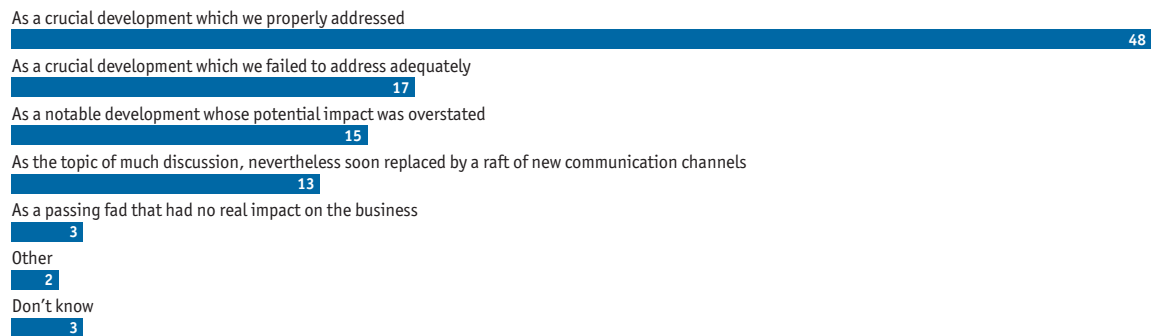 As a crucial development which we properly addressed
48
As a crucial development which we failed to address adequately
17
As a notable development whose potential impact was overstated
15
As the topic of much discussion, nevertheless soon replaced by a raft of new communication channels
13
As a passing fad that had no real impact on the business
3
Other
2
Don’t know
3